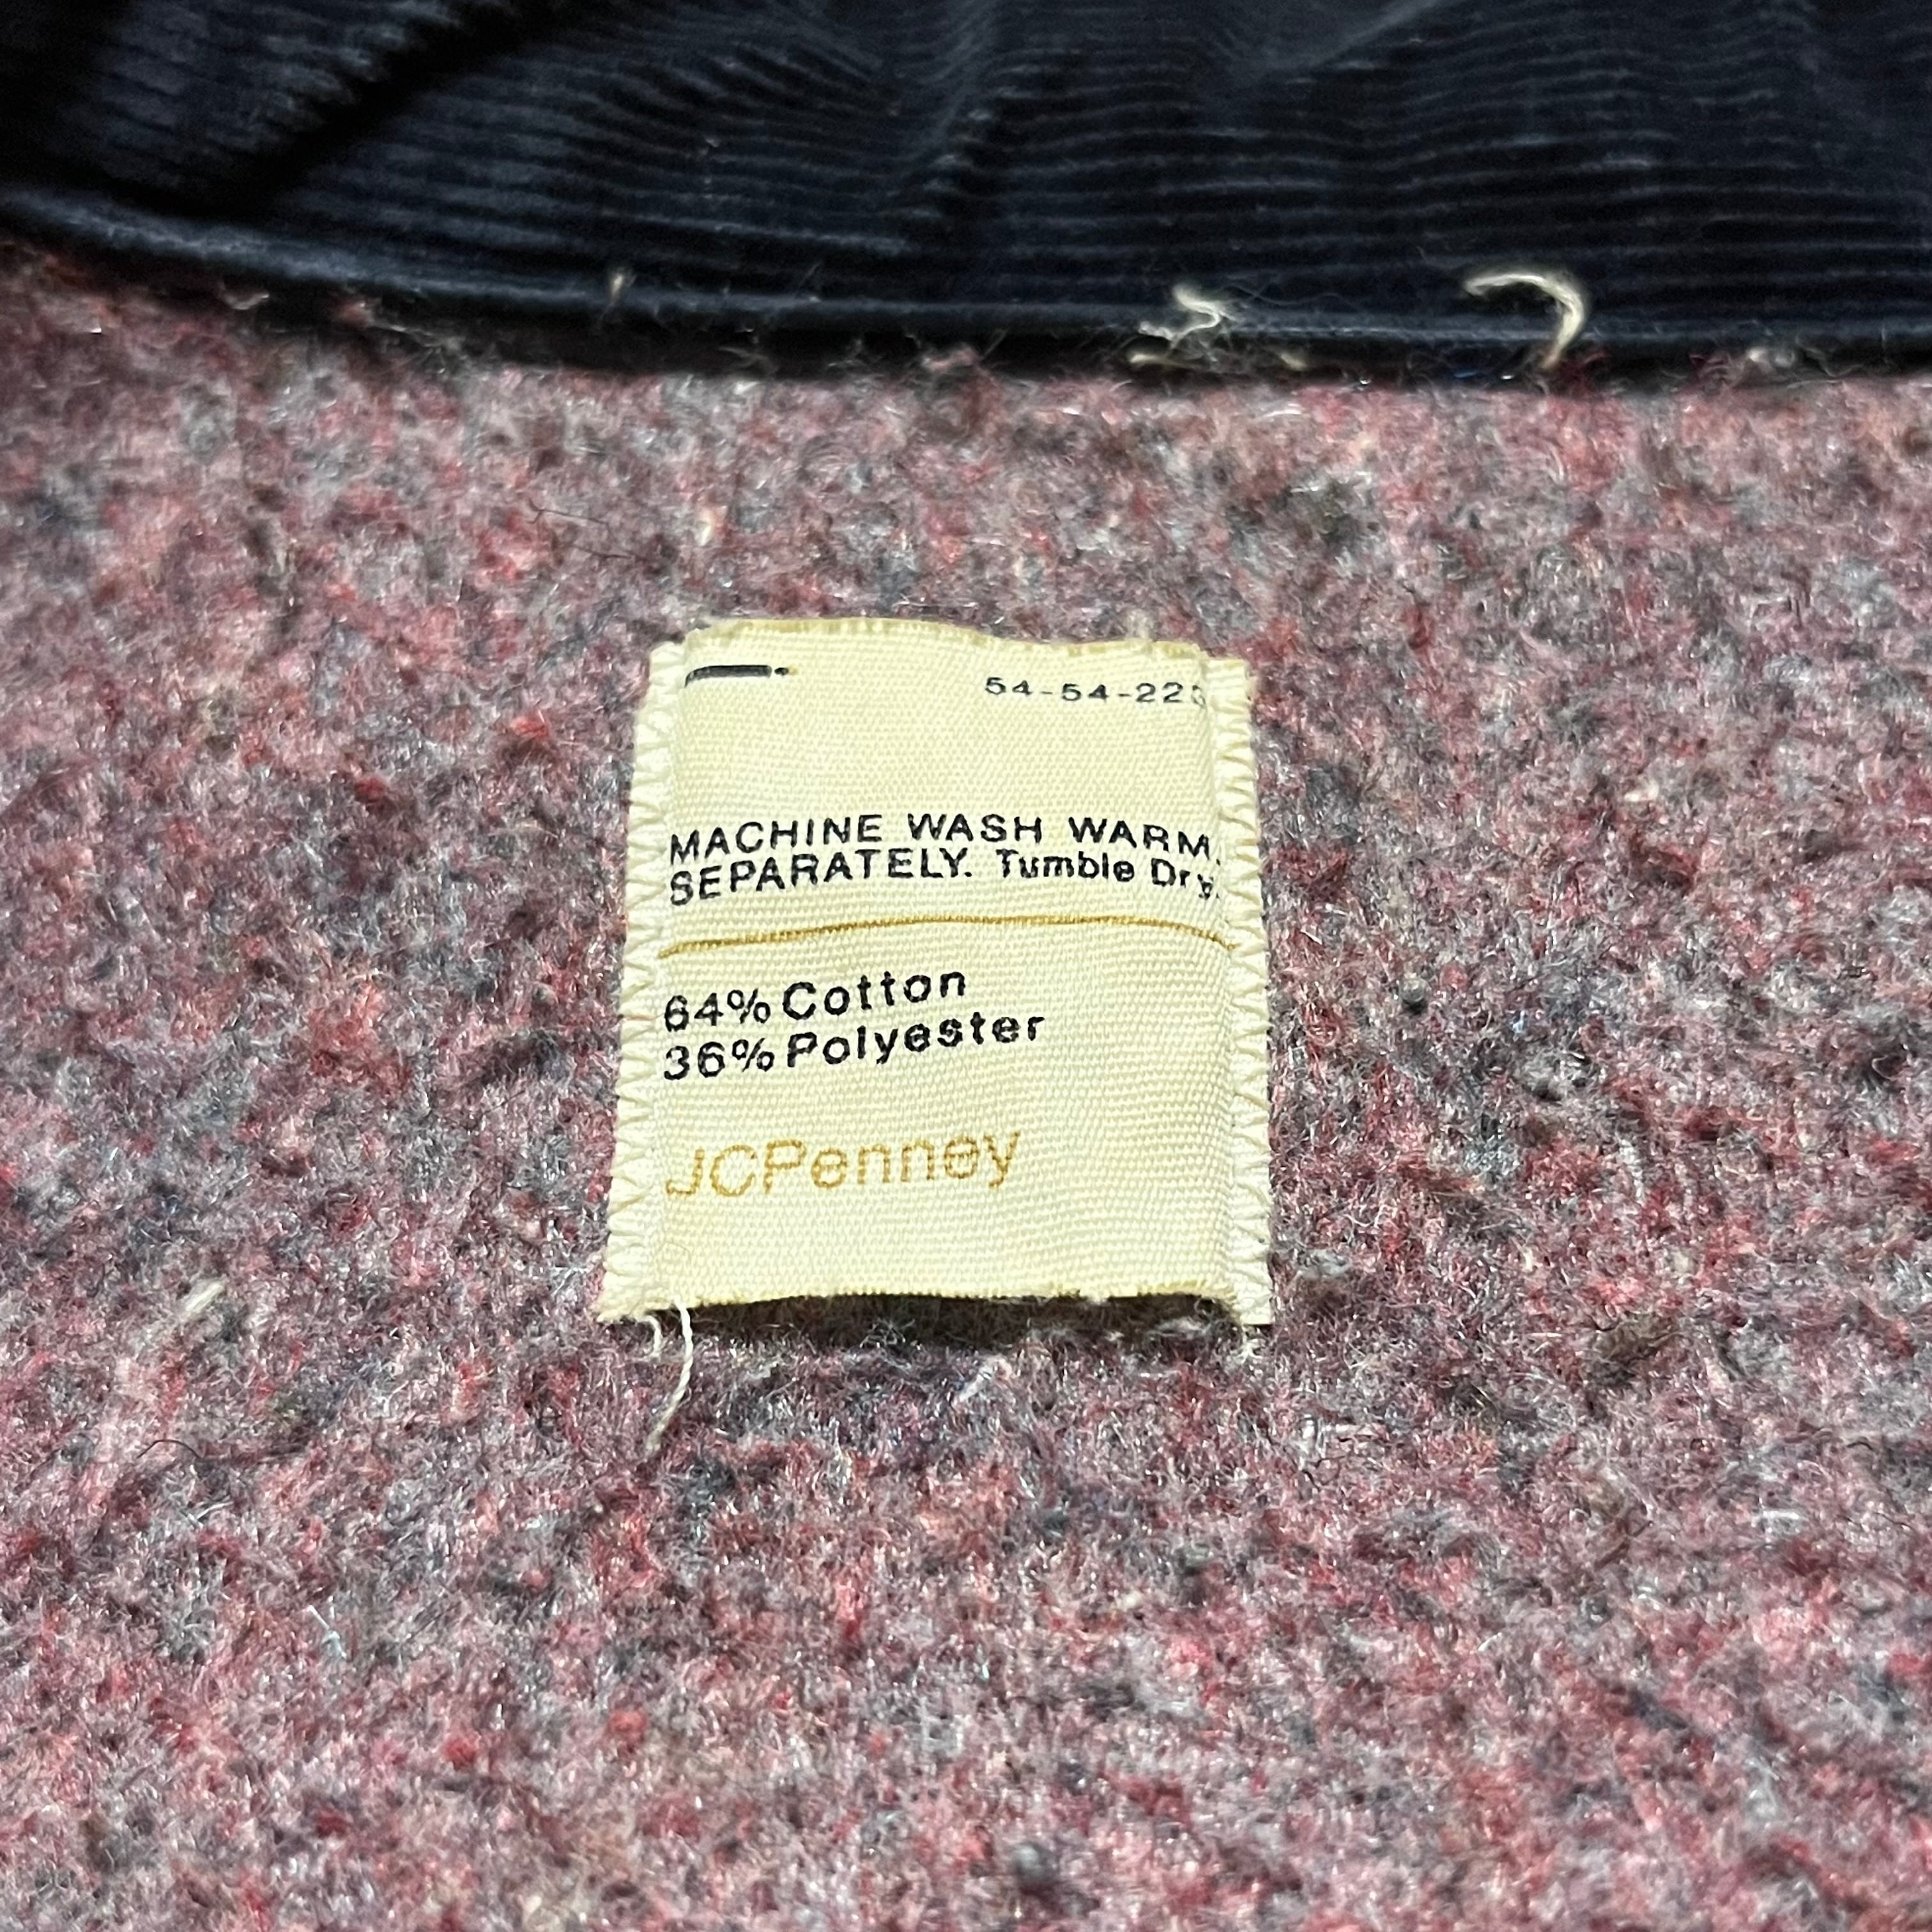 54-54-22
MACHINE WASH WARM.
SEPARATELY. Tumble Dry.
64% Cotton
36% Polyester
JCPenney